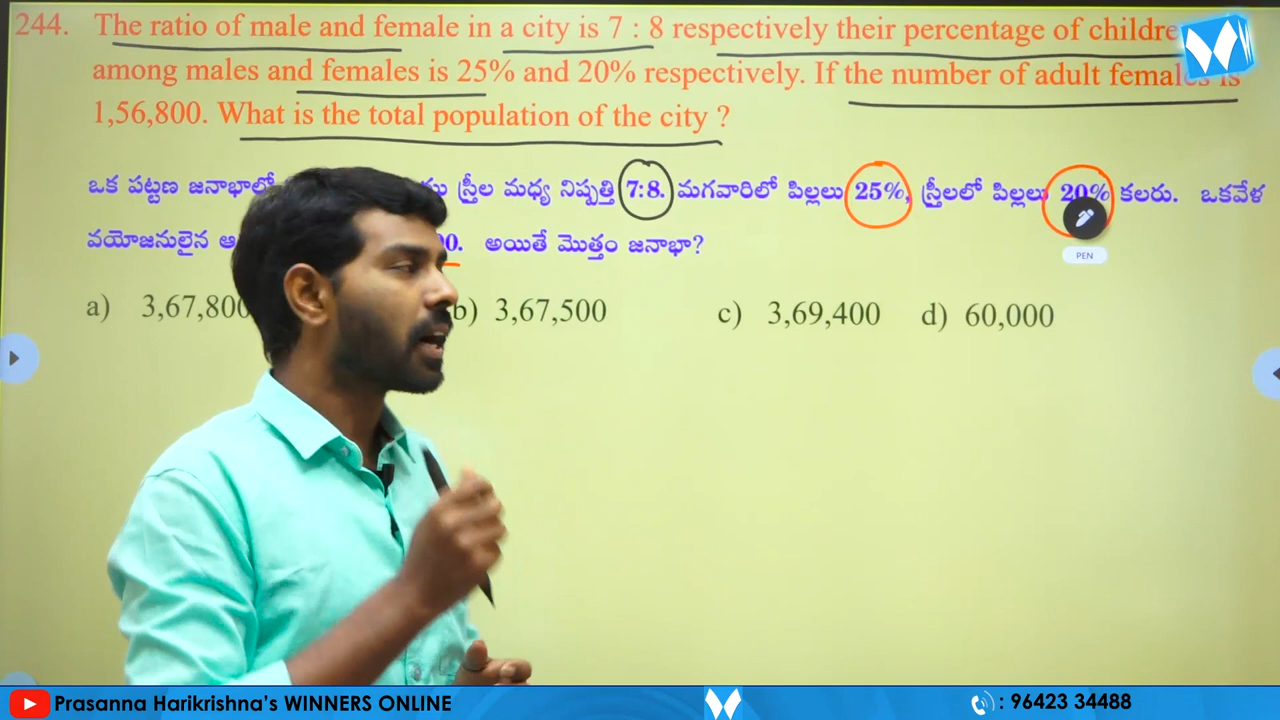 244. The ratio of male and female in a city is 7 : 8 respectively their percentage of childre
among males and females is 25% and 20% respectively. If the number of adult females is
1,56,800. What is the total population of the city ?
ఒక పట్టణ జనాభాలో స్త్రీల మధ్య నిష్పత్తి 7:8. మగవారిలో పిల్లలు 25%, స్త్రీలలో పిల్లలు 20% కలరు. ఒకవేళ
వయోజనులైన 00. అయితే మొత్తం జనాభా?
a) 3,67,800 b) 3,67,500 c) 3,69,400 d) 60,000
PEN
Prasanna Harikrishna's WINNERS ONLINE : 96423 34488